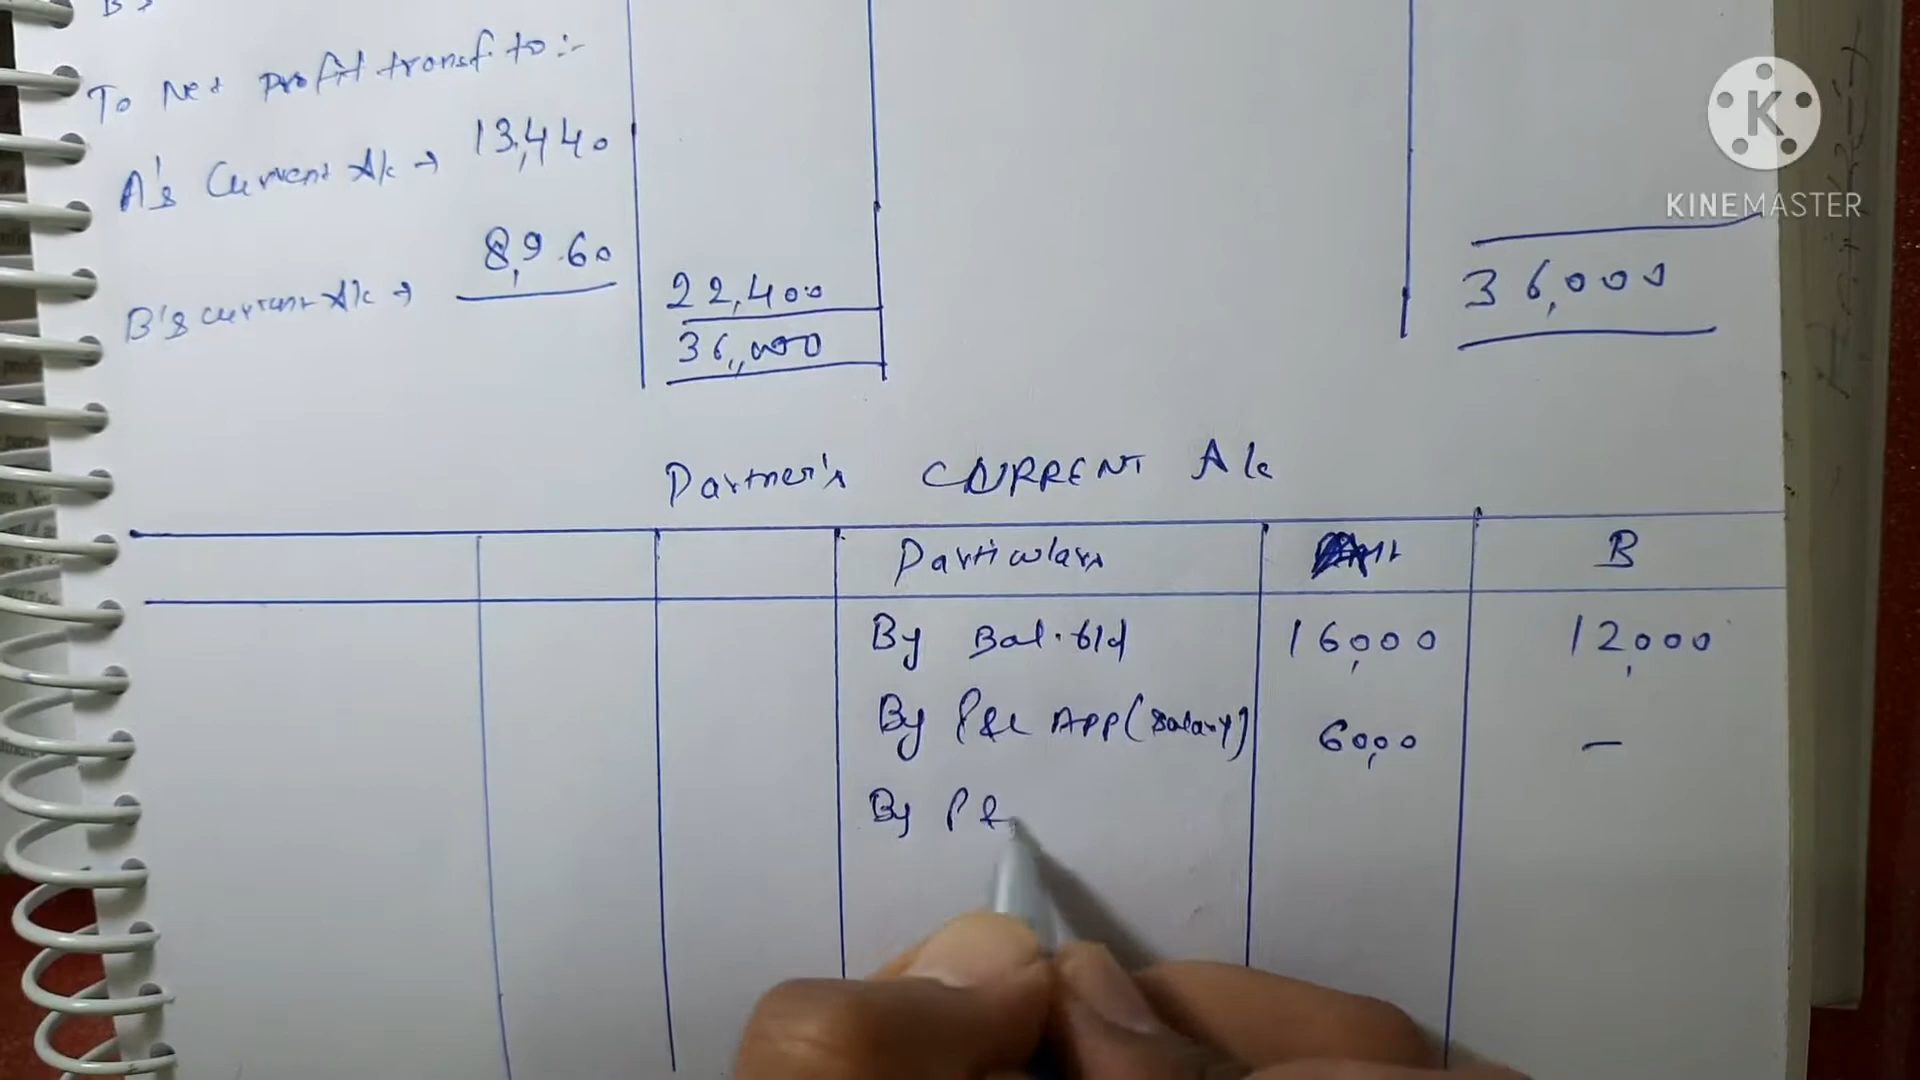 To Net Profit transf. to :-
A's Current A/c → 13,440
B's current A/c → 8,960
22,400
36,000
36,000
K
KINEMASTER
Partner's CURRENT A/c
Particulars B
By Bal. b/d 16,000 12,000
By P&L APP (Salary) 6,000 —
By P&